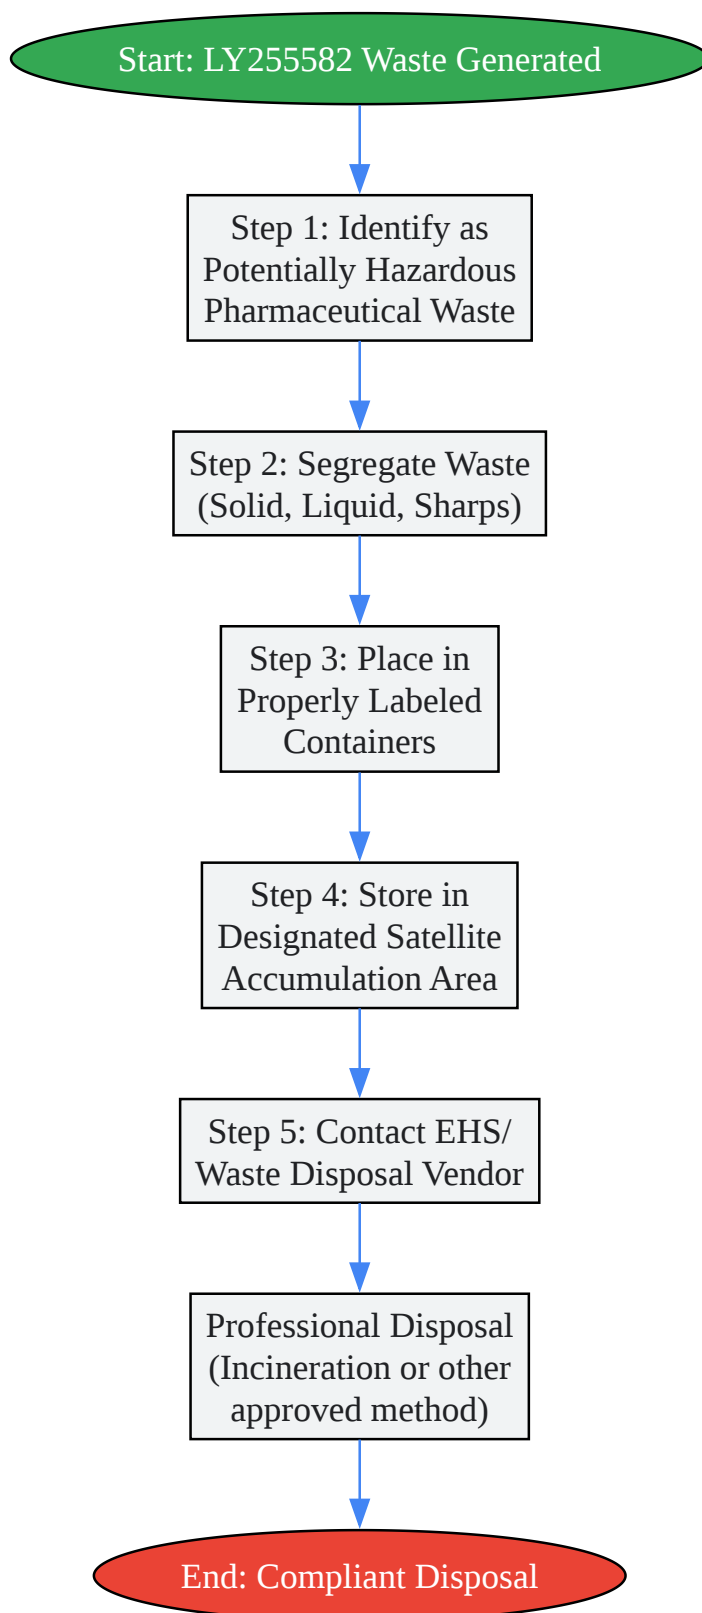 Start: LY255582 Waste Generated
Step 1: Identify as
Potentially Hazardous
Pharmaceutical Waste
Step 2: Segregate Waste
(Solid, Liquid, Sharps)
Step 3: Place in
Properly Labeled
Containers
Step 4: Store in
Designated Satellite
Accumulation Area
Step 5: Contact EHS/
Waste Disposal Vendor
Professional Disposal
(Incineration or other
approved method)
End: Compliant Disposal